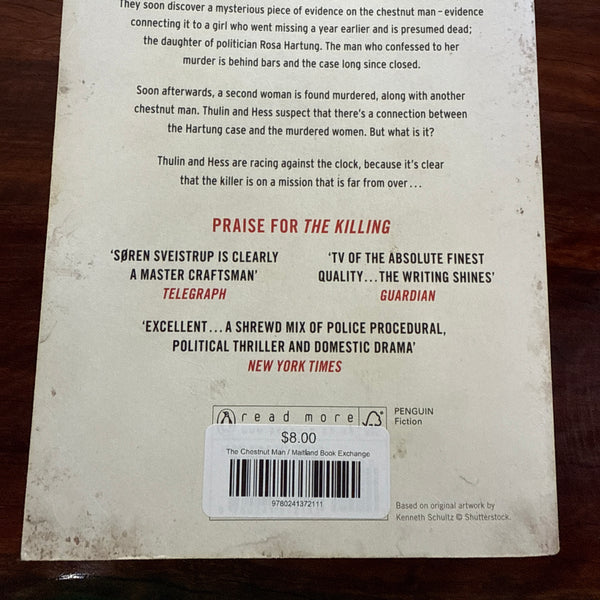 They soon discover a mysterious piece of evidence on the chestnut man – evidence
connecting it to a girl who went missing a year earlier and is presumed dead;
the daughter of politician Rosa Hartung. The man who confessed to her
murder is behind bars and the case long since closed.
Soon afterwards, a second woman is found murdered, along with another
chestnut man. Thulin and Hess suspect that there's a connection between
the Hartung case and the murdered women. But what is it?
Thulin and Hess are racing against the clock, because it's clear
that the killer is on a mission that is far from over ...
PRAISE FOR THE KILLING
'SØREN SVEISTRUP IS CLEARLY
A MASTER CRAFTSMAN'
TELEGRAPH
'TV OF THE ABSOLUTE FINEST
QUALITY ... THE WRITING SHINES'
GUARDIAN
'EXCELLENT ... A SHREWD MIX OF POLICE PROCEDURAL,
POLITICAL THRILLER AND DOMESTIC DRAMA'
NEW YORK TIMES
read more
PENGUIN
Fiction
$8.00
The Chestnut Man / Maitland Book Exchange
9780241372111
Based on original artwork by
Kenneth Schultz © Shutterstock.